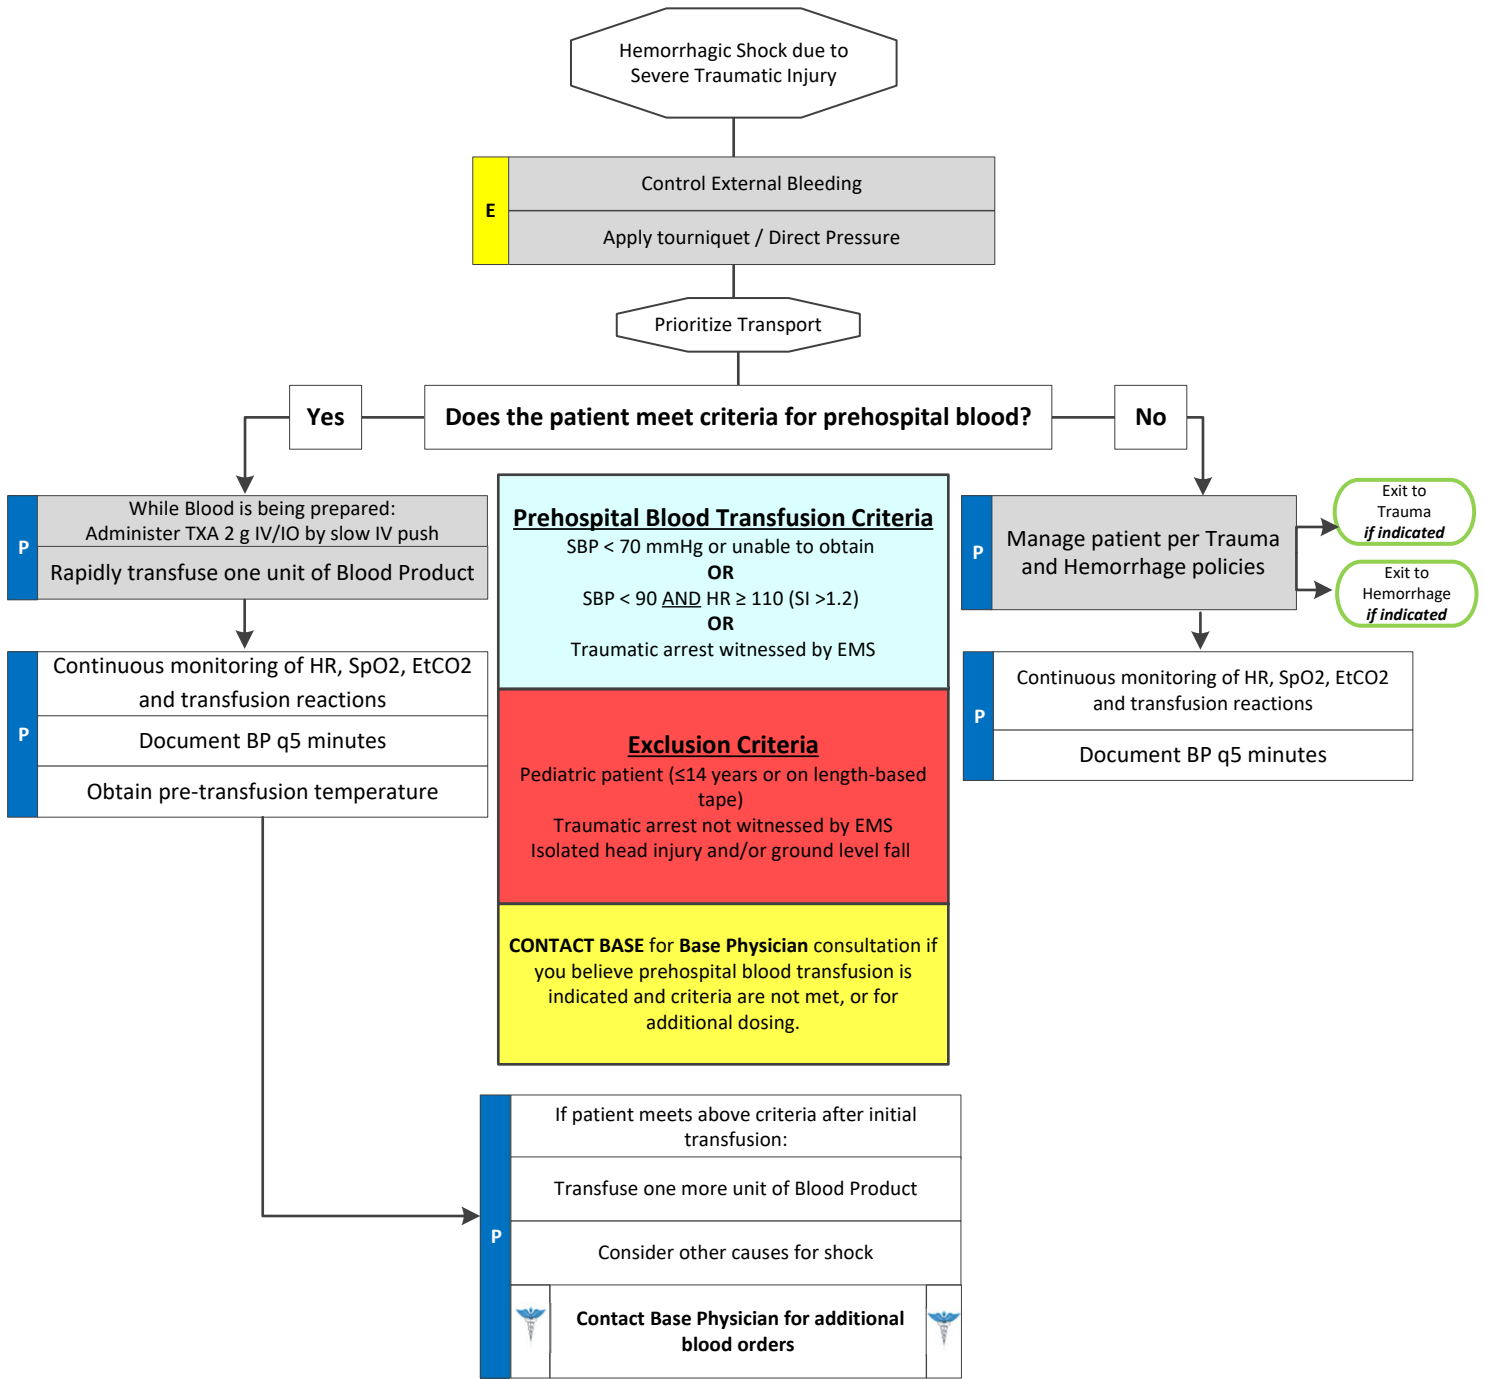 Hemorrhagic Shock due to
Severe Traumatic Injury
E
Control External Bleeding
Apply tourniquet / Direct Pressure
Prioritize Transport
Yes
Does the patient meet criteria for prehospital blood?
No
P
While Blood is being prepared:
Administer TXA 2 g IV/IO by slow IV push
Rapidly transfuse one unit of Blood Product
P
Continuous monitoring of HR, SpO2, EtCO2
and transfusion reactions
Document BP q5 minutes
Obtain pre-transfusion temperature
Prehospital Blood Transfusion Criteria
SBP < 70 mmHg or unable to obtain
OR
SBP < 90 AND HR ≥ 110 (SI >1.2)
OR
Traumatic arrest witnessed by EMS
Exclusion Criteria
Pediatric patient (≤14 years or on length-based
tape)
Traumatic arrest not witnessed by EMS
Isolated head injury and/or ground level fall
CONTACT BASE for Base Physician consultation if
you believe prehospital blood transfusion is
indicated and criteria are not met, or for
additional dosing.
P
Manage patient per Trauma
and Hemorrhage policies
Exit to
Trauma
if indicated
Exit to
Hemorrhage
if indicated
P
Continuous monitoring of HR, SpO2, EtCO2
and transfusion reactions
Document BP q5 minutes
P
If patient meets above criteria after initial
transfusion:
Transfuse one more unit of Blood Product
Consider other causes for shock
Contact Base Physician for additional
blood orders